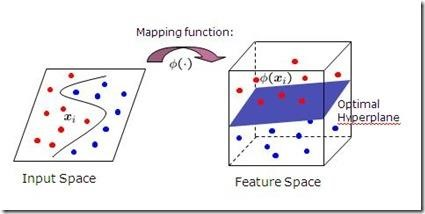 Mapping function:
ϕ(·)
ϕ(xᵢ)
xᵢ
Optimal
Hyperplane
Input Space
Feature Space